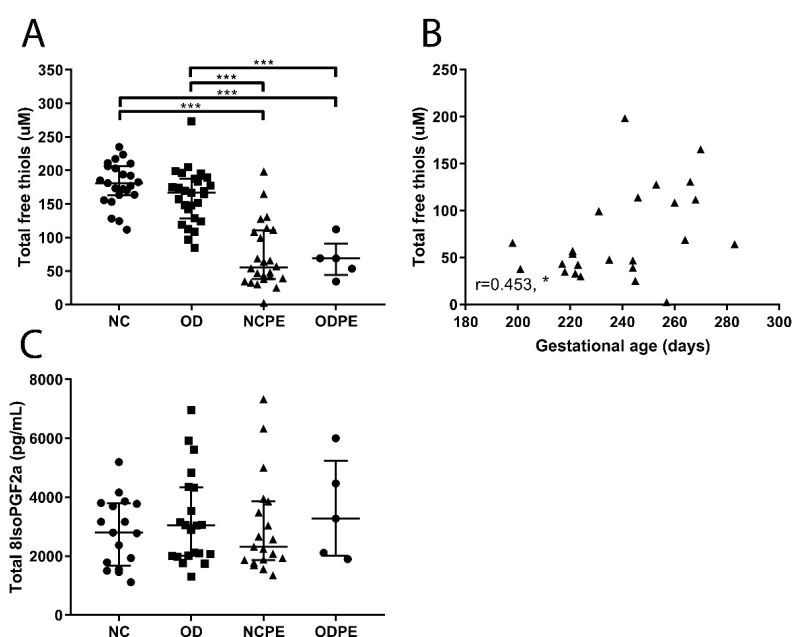 A
B
350
300
250
200
150
100
50
0
Total free thiols (uM)
***
***
***
***
NC
OD
NCPE
ODPE
250
200
150
100
50
0
Total free thiols (uM)
r=0.453, *
180
200
220
240
260
280
300
Gestational age (days)
C
8000
6000
4000
2000
0
Total 8IsoPGF2a (pg/mL)
NC
OD
NCPE
ODPE